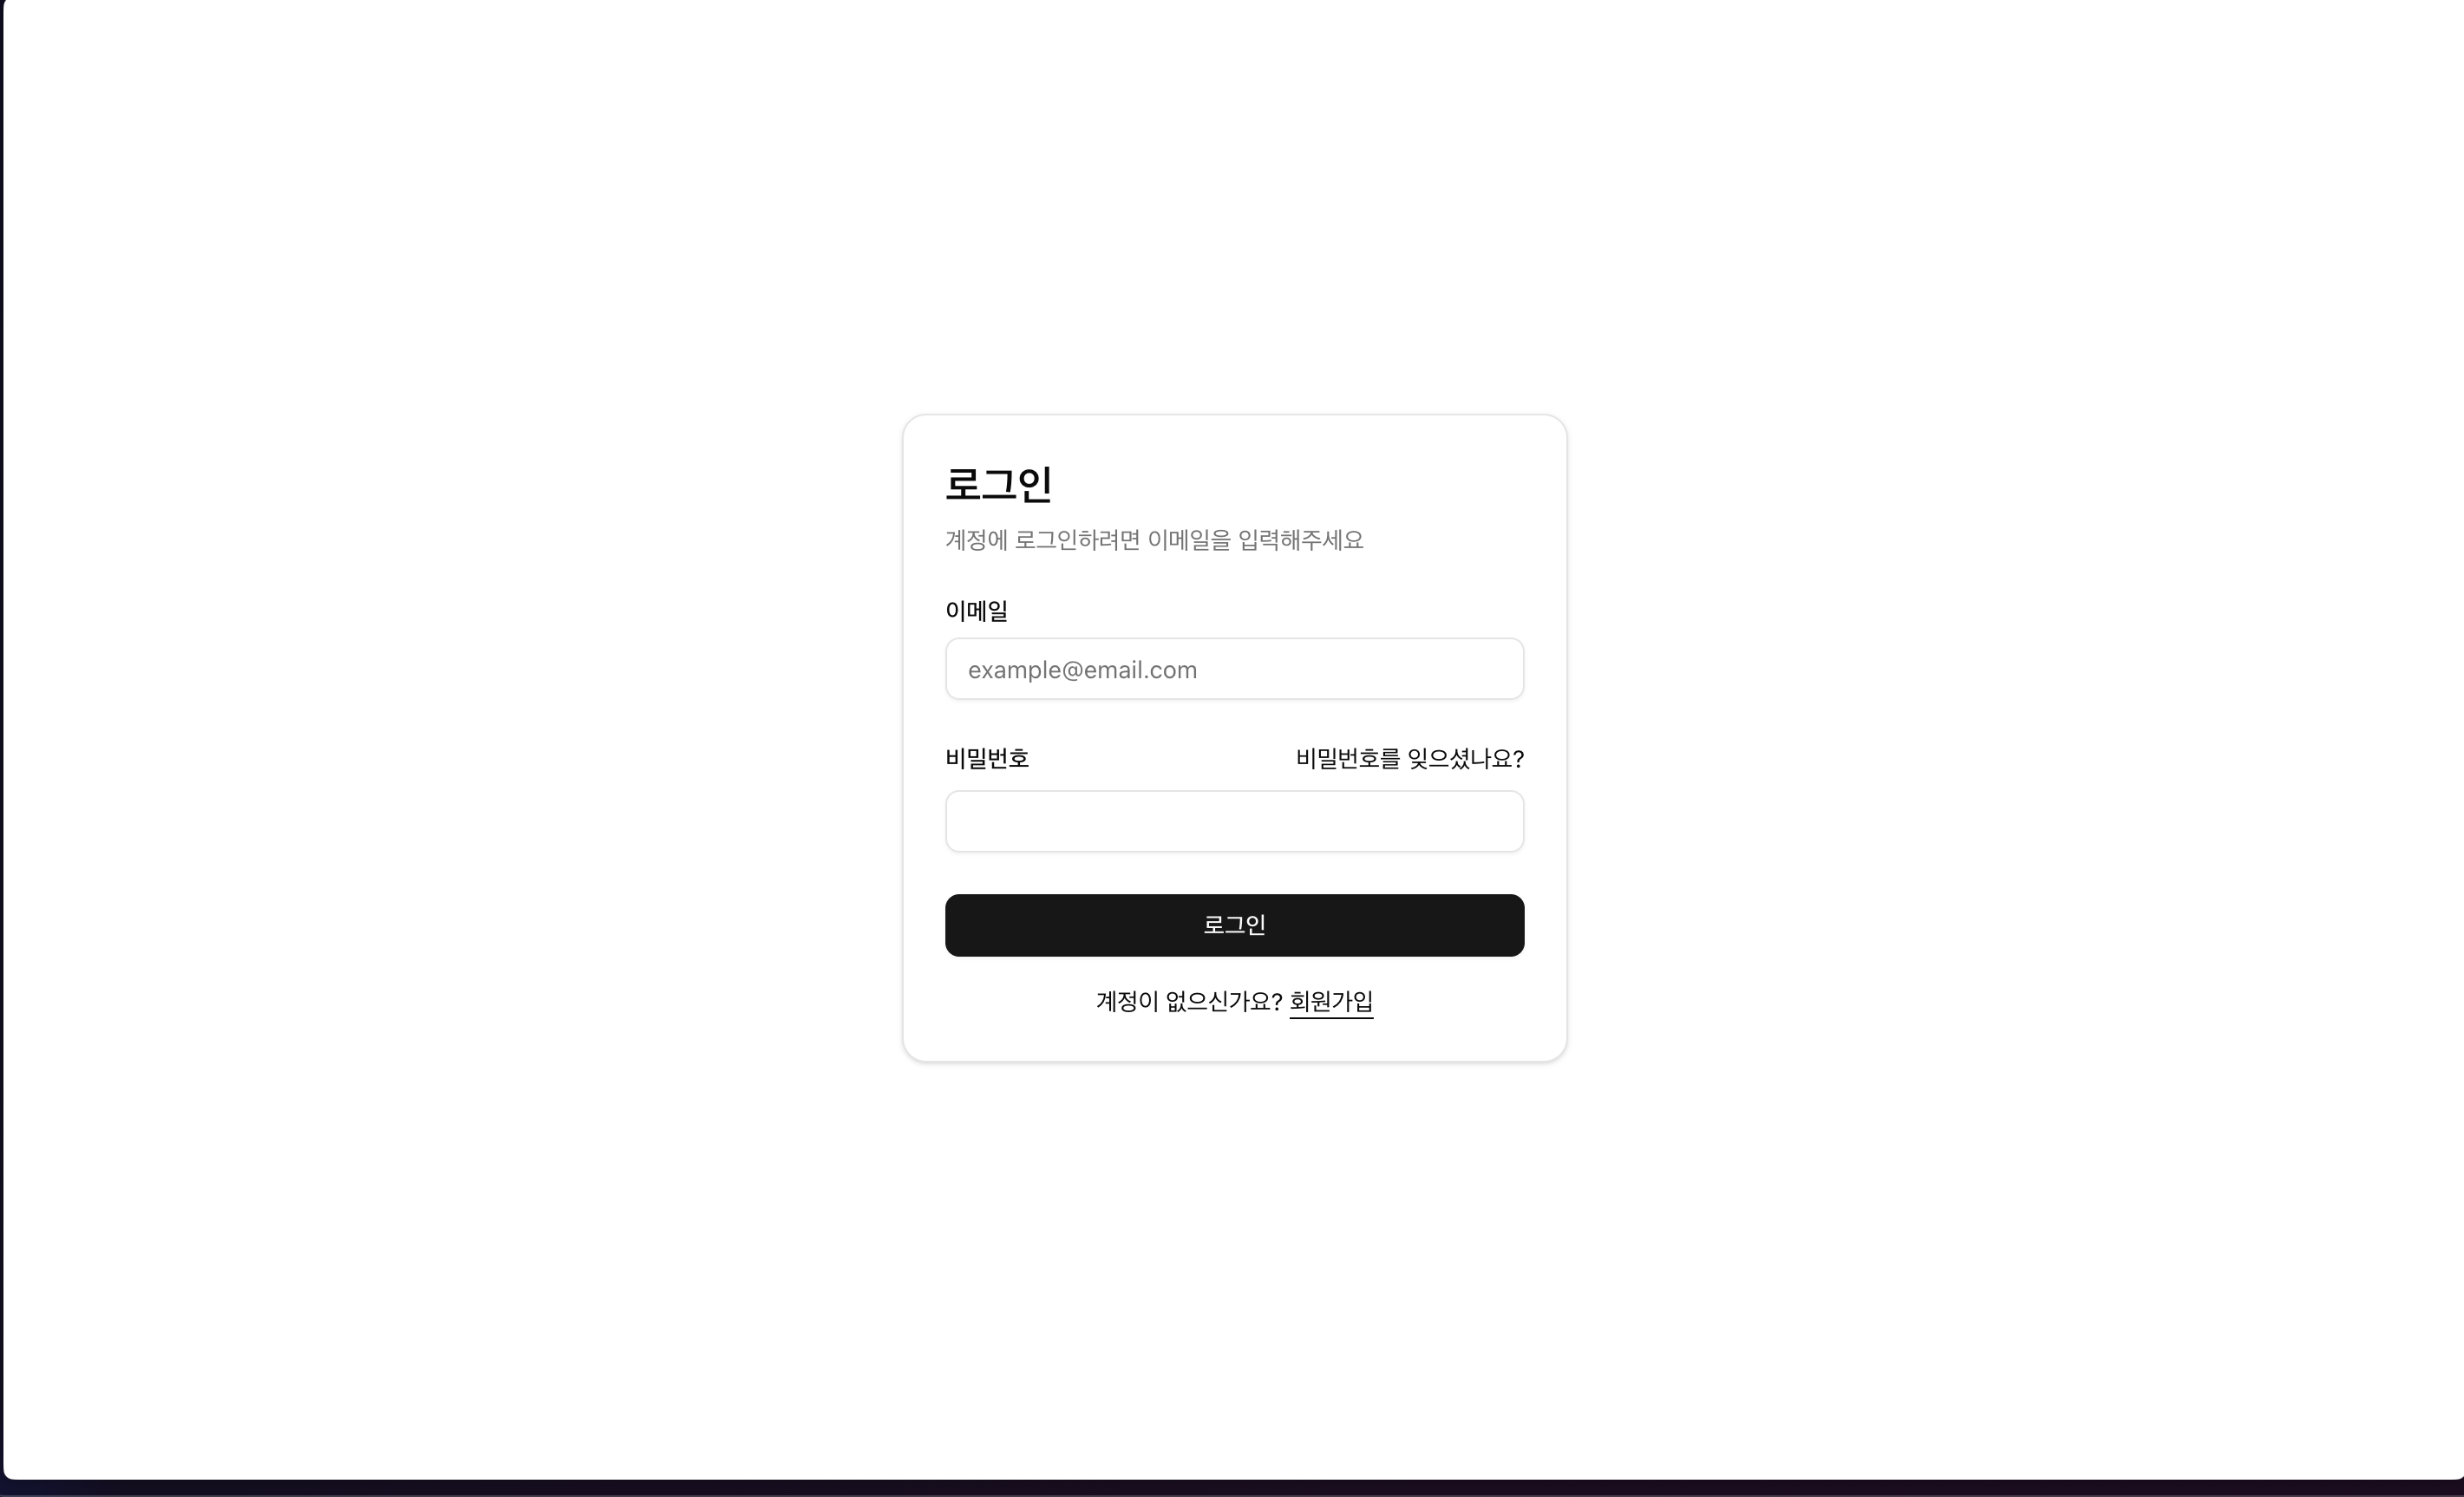 로그인
계정에 로그인하려면 이메일을 입력해주세요
이메일
example@email.com
비밀번호 비밀번호를 잊으셨나요?
로그인
계정이 없으신가요? 회원가입